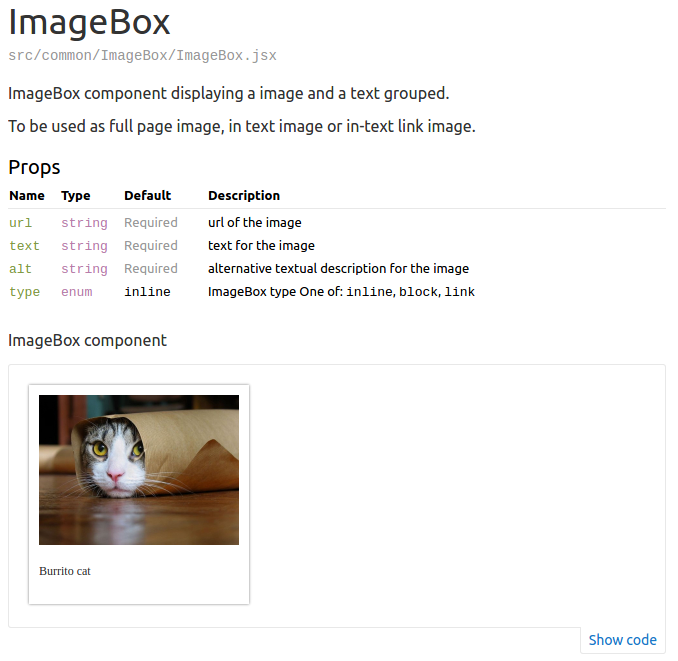 ImageBox
src/common/ImageBox/ImageBox.jsx
ImageBox component displaying a image and a text grouped.
To be used as full page image, in text image or in-text link image.
Props
Name Type Default Description
url string Required url of the image
text string Required text for the image
alt string Required alternative textual description for the image
type enum inline ImageBox type One of: inline, block, link
ImageBox component
Burrito cat
Show code